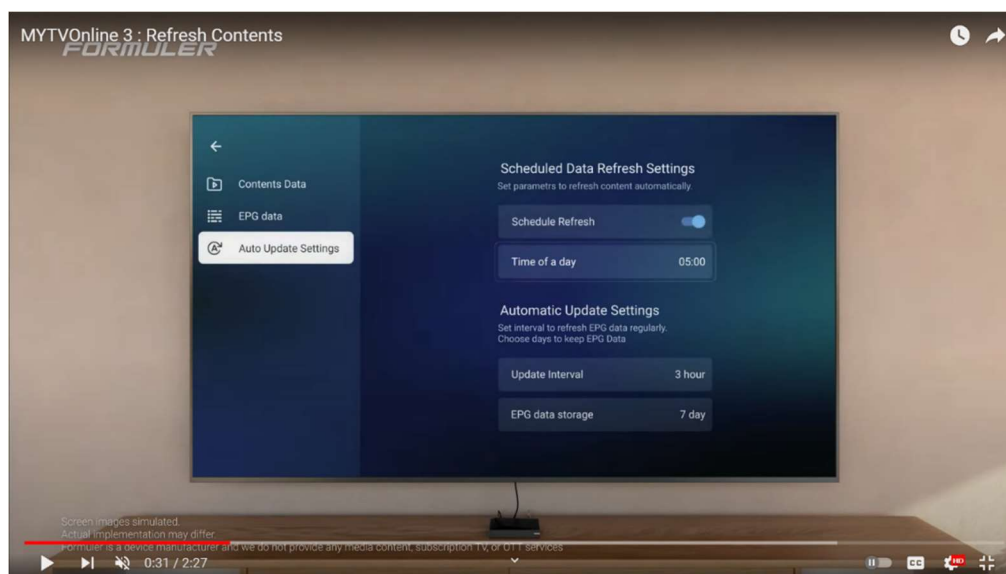 MYTVOnline 3 : Refresh Contents
FORMULER
Contents Data
EPG data
Auto Update Settings
Scheduled Data Refresh Settings
Set parametrs to refresh content automatically.
Schedule Refresh
Time of a day 05:00
Automatic Update Settings
Set interval to refresh EPG data regularly.
Choose days to keep EPG Data
Update Interval 3 hour
EPG data storage 7 day
Screen images simulated.
Actual implementation may differ.
Formuler is a device manufacturer and we do not provide any media content, subscription TV, or OTT services
0:31 / 2:27
CC
HD